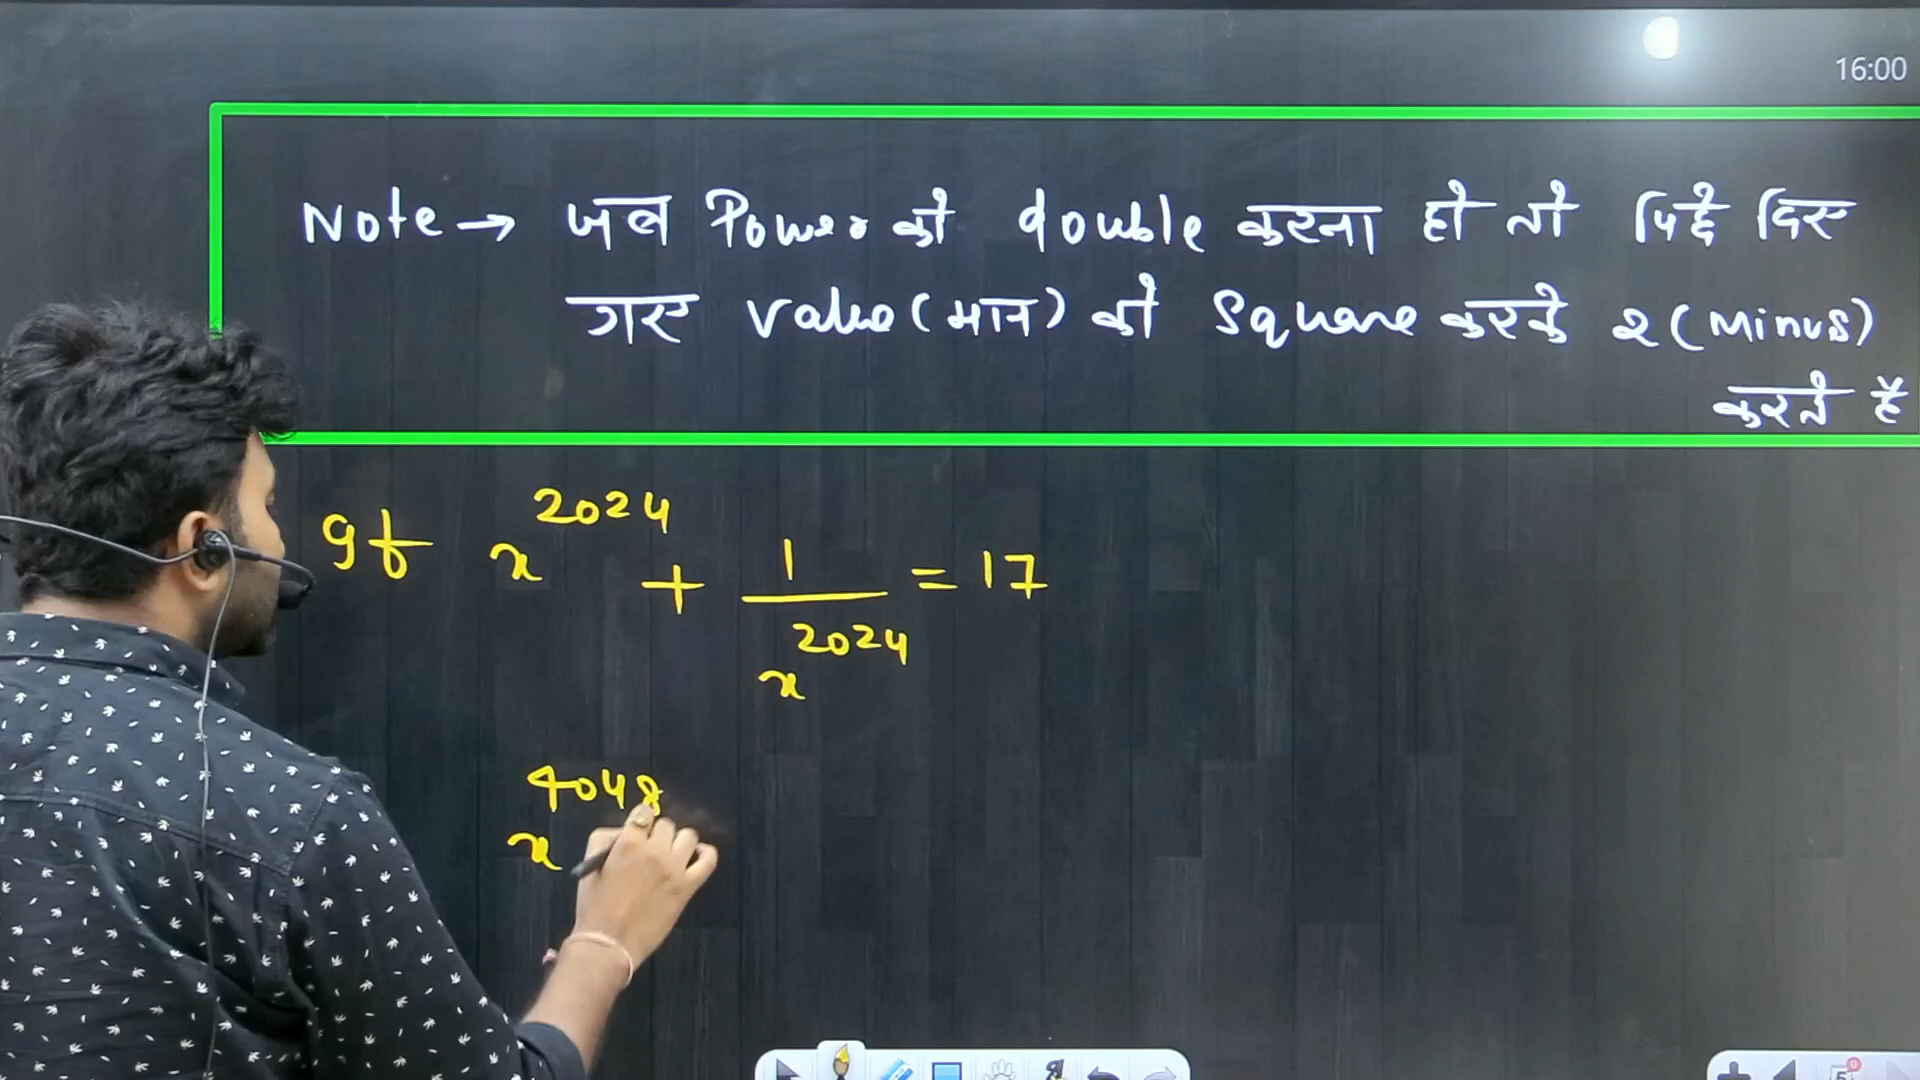 16:00
Note → जब Power को double करना हो तो दिए
गए value (मान) को Square करके 2 (Minus)
करते हैं
If x^2024 + 1/x^2024 = 17
x^4048